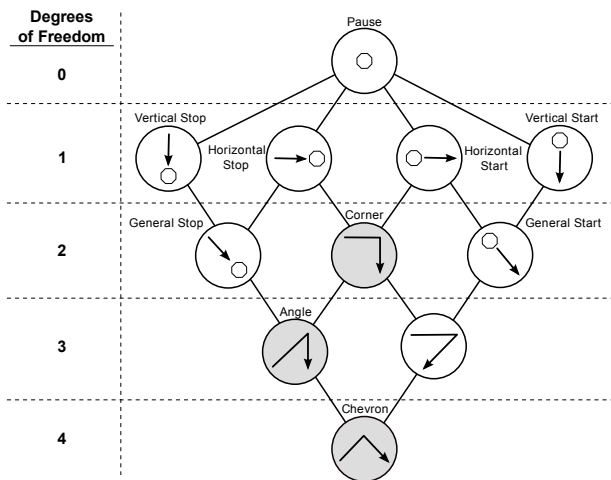 Degrees
of Freedom
Pause
0
Vertical Stop
Vertical Start
1
Horizontal
Stop
Horizontal
Start
General Stop
Corner
General Start
2
Angle
3
Chevron
4